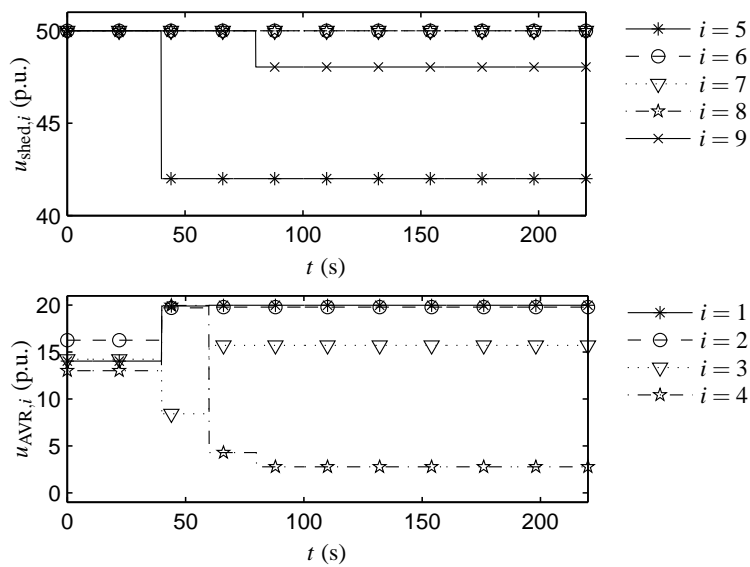 50
45
40
0
50
100
150
200
u_shed,i (p.u.)
t (s)
i = 5
i = 6
i = 7
i = 8
i = 9
20
15
10
5
0
0
50
100
150
200
u_AVR,i (p.u.)
t (s)
i = 1
i = 2
i = 3
i = 4